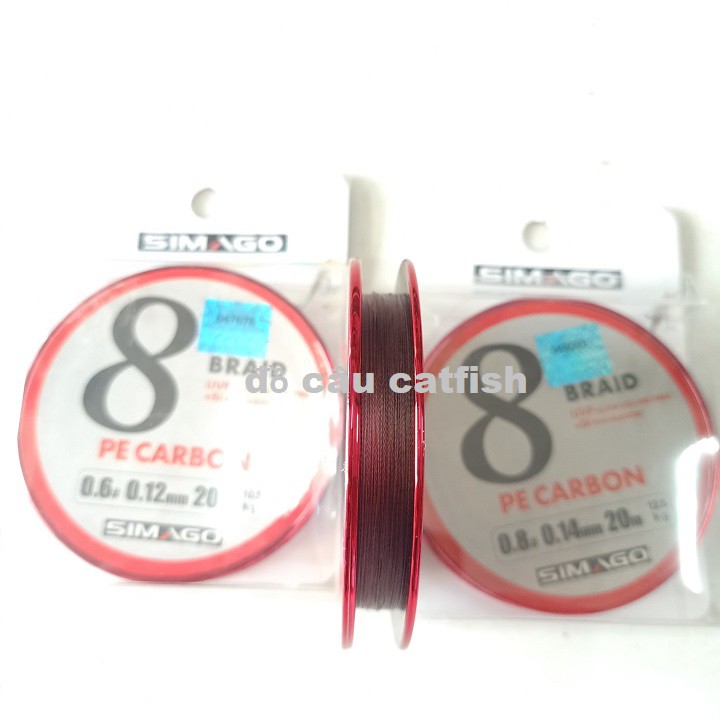 SIMAGO
8
BRAID
PE CARBON
0.6# 0.12mm 20
SIMAGO
đồ câu catfish
SIMAGO
8
BRAID
PE CARBON
0.8# 0.14mm 20m
SIMAGO